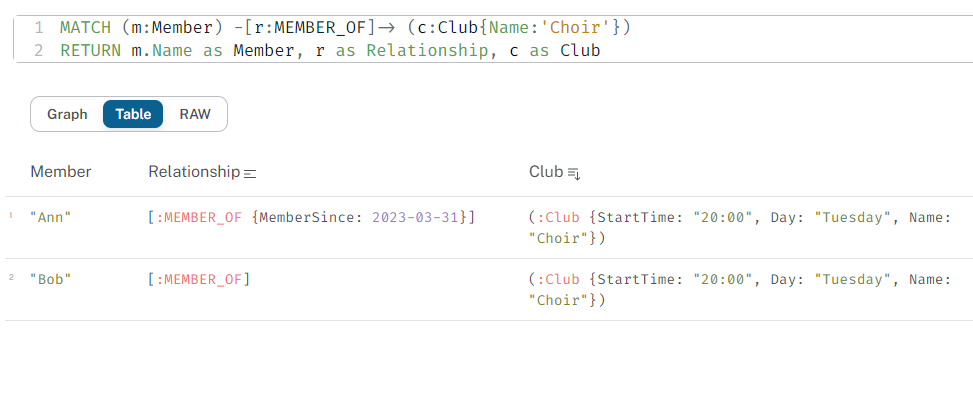 1 MATCH (m:Member) -[r:MEMBER_OF]-> (c:Club{Name:'Choir'})
2 RETURN m.Name as Member, r as Relationship, c as Club
Graph Table RAW
Member Relationship Club
1 "Ann" [:MEMBER_OF {MemberSince: 2023-03-31}] (:Club {StartTime: "20:00", Day: "Tuesday", Name:
"Choir"})
2 "Bob" [:MEMBER_OF] (:Club {StartTime: "20:00", Day: "Tuesday", Name:
"Choir"})